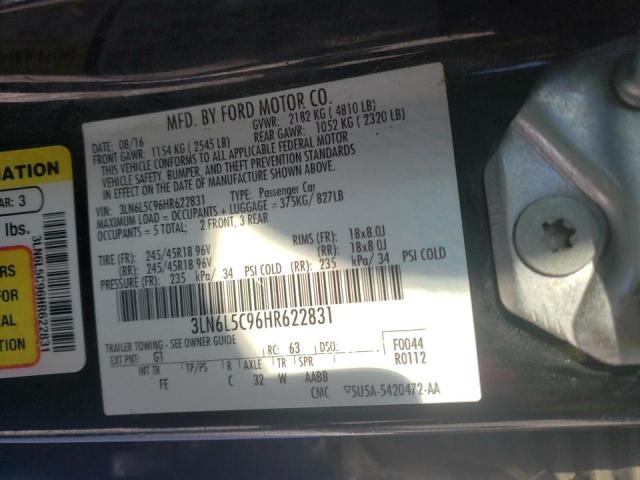 MFD. BY FORD MOTOR CO.
DATE: 08/16 GVWR: 2182 KG ( 4810 LB)
FRONT GAWR: 1154 KG ( 2545 LB) REAR GAWR: 1052 KG ( 2320 LB)
THIS VEHICLE CONFORMS TO ALL APPLICABLE FEDERAL MOTOR
VEHICLE SAFETY, BUMPER, AND THEFT PREVENTION STANDARDS
IN EFFECT ON THE DATE OF MANUFACTURE SHOWN ABOVE.
VIN: 3LN6L5C96HR622831 TYPE: Passenger Car
MAXIMUM LOAD = OCCUPANTS + LUGGAGE = 375KG/ 827LB
OCCUPANTS = 5 TOTAL; 2 FRONT, 3 REAR
TIRE (FR): 245/45R18 96V RIMS (FR): 18x8.0J
(RR): 245/45R18 96V (RR): 18x8.0J
PRESSURE (FR): 235 kPa/ 34 PSI COLD (RR): 235 kPa/ 34 PSI COLD
3LN6L5C96HR622831
TRAILER TOWING - SEE OWNER GUIDE
EXT PNT: G1 RC: 63 DSO: F0044
R0112
INT TR TP/PS R AXLE TR SPR
FE C 32 W AABB
CMC ▽5U5A-5420472-AA
AR: 3
lbs.
ERS
FOR
NAL
3LN6L5C96HR622831